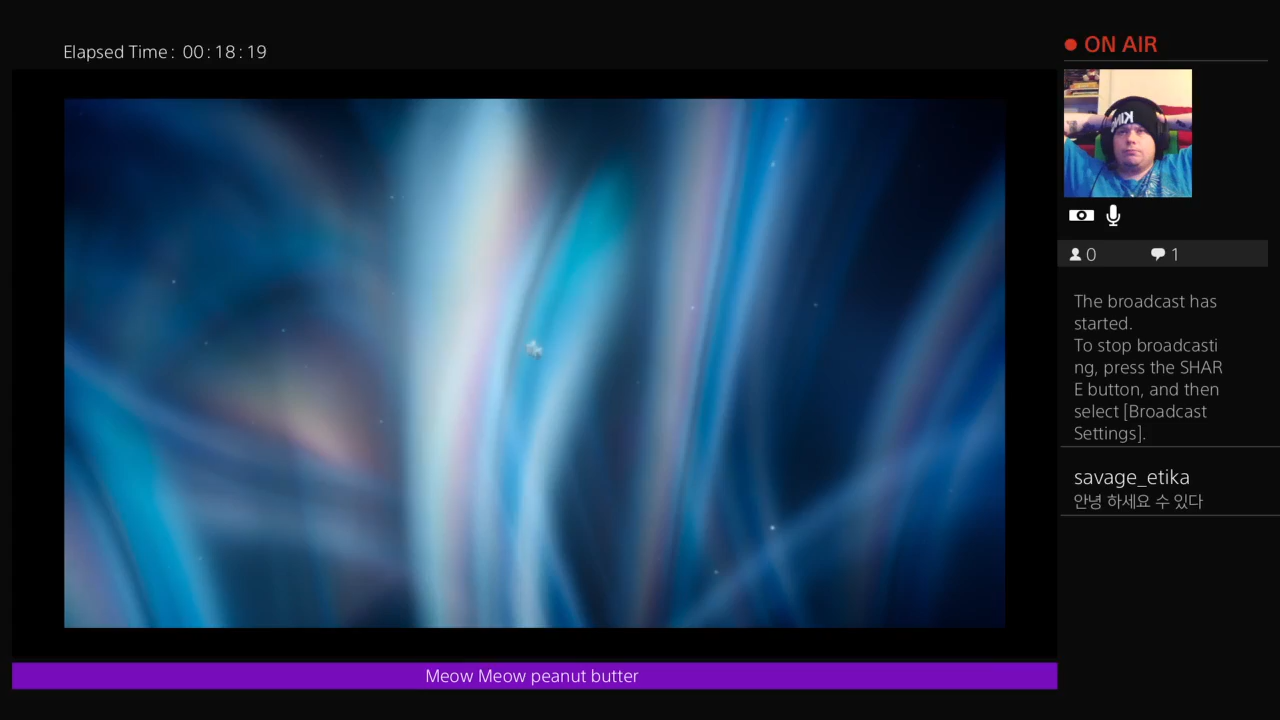 Elapsed Time: 00:18:19
ON AIR
0
1
The broadcast has
started.
To stop broadcasti
ng, press the SHAR
E button, and then
select [Broadcast
Settings].
savage_etika
안녕 하세요 수 있다
Meow Meow peanut butter